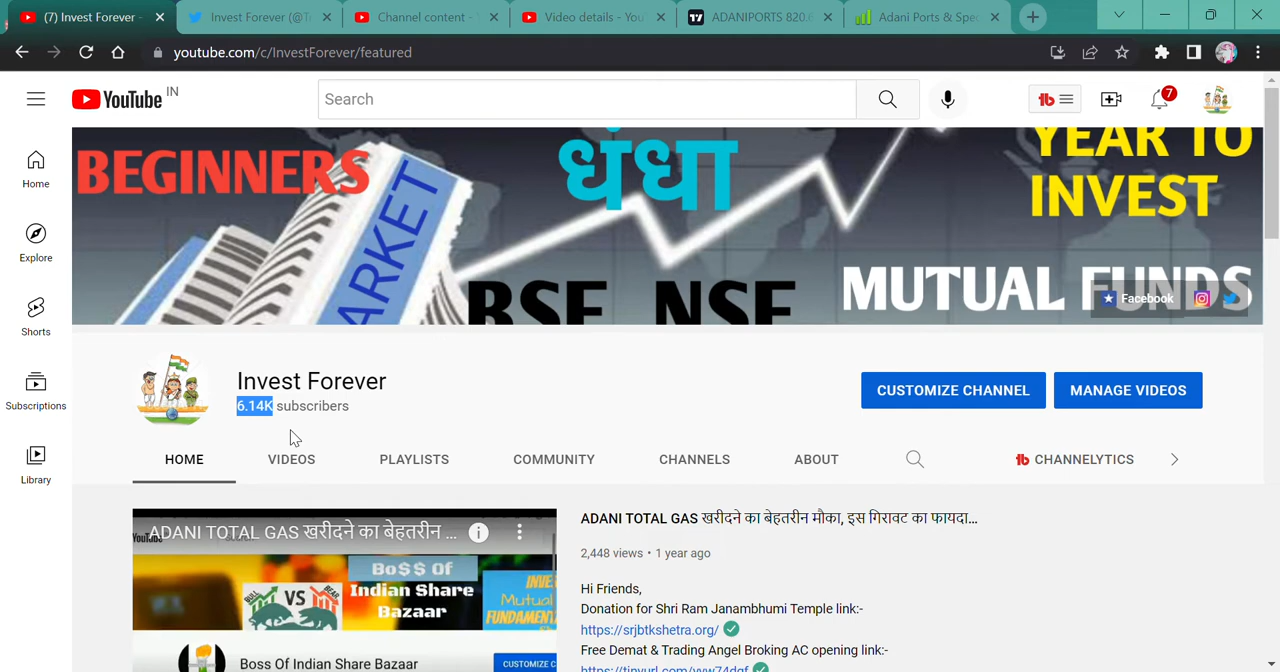 (7) Invest Forever -
Invest Forever (@T
Channel content - Y
Video details - You
ADANIPORTS 820.
Adani Ports & Spe
youtube.com/c/InvestForever/featured
YouTube IN
Search
7
Home
Explore
Shorts
Subscriptions
Library
BEGINNERS
MARKET
धंधा
YEAR TO
INVEST
BSE NSE
MUTUAL FUNDS
Facebook
Invest Forever
6.14K subscribers
CUSTOMIZE CHANNEL
MANAGE VIDEOS
HOME
VIDEOS
PLAYLISTS
COMMUNITY
CHANNELS
ABOUT
CHANNELYTICS
ADANI TOTAL GAS खरीदने का बेहतरीन ...
Bo$$ Of
Indian Share
Bazaar
VS
Mutual
Boss Of Indian Share Bazaar
CUSTOMIZE C
ADANI TOTAL GAS खरीदने का बेहतरीन मौका, इस गिरावट का फायदा...
2,448 views • 1 year ago
Hi Friends,
Donation for Shri Ram Janambhumi Temple link:-
https://srjbtkshetra.org/
Free Demat & Trading Angel Broking AC opening link:-